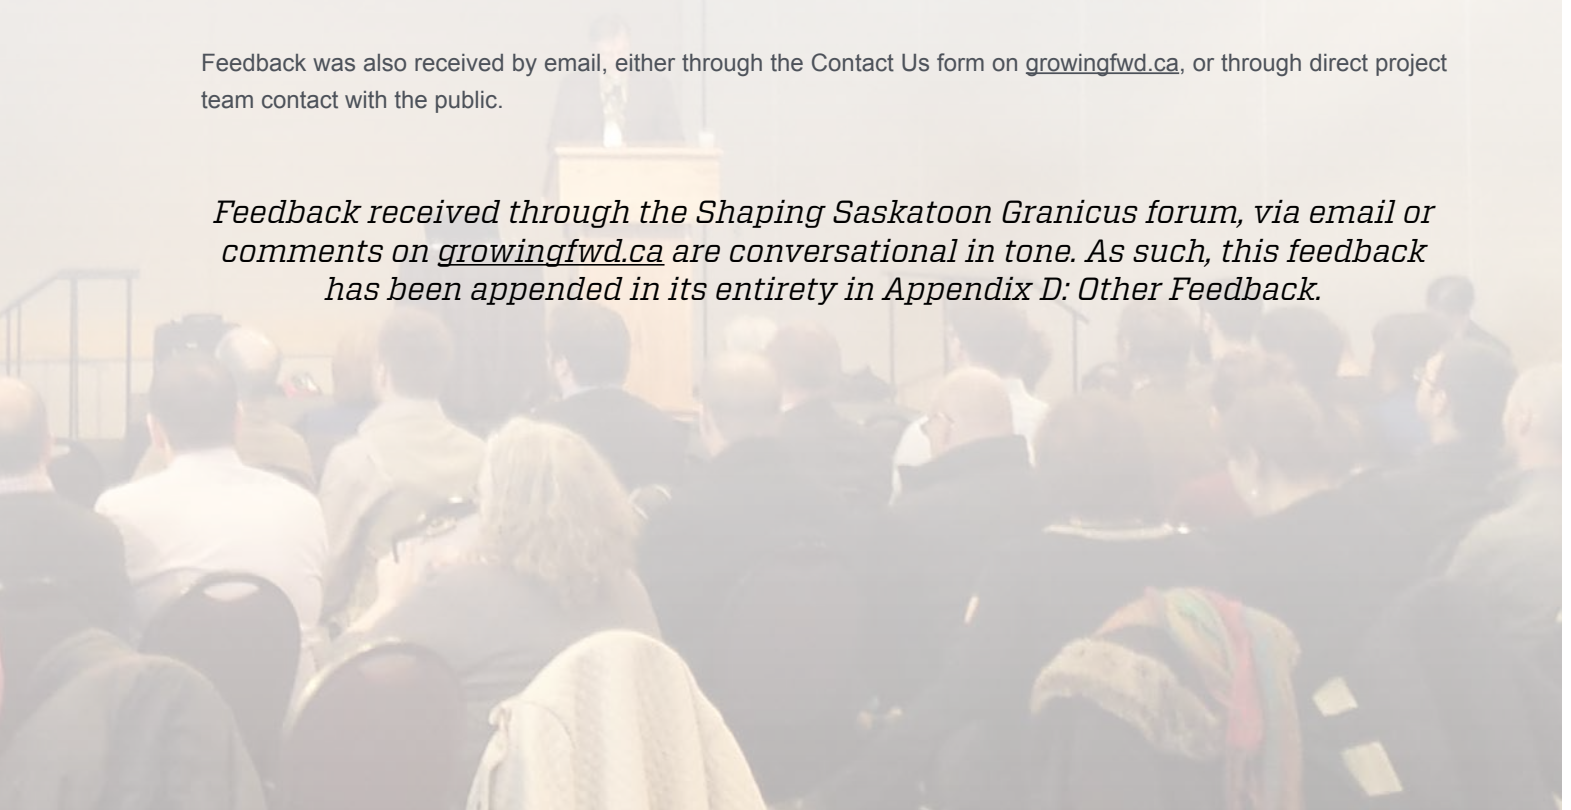 Feedback was also received by email, either through the Contact Us form on growingfwd.ca, or through direct project
team contact with the public.
Feedback received through the Shaping Saskatoon Granicus forum, via email or
comments on growingfwd.ca are conversational in tone. As such, this feedback
has been appended in its entirety in Appendix D: Other Feedback.